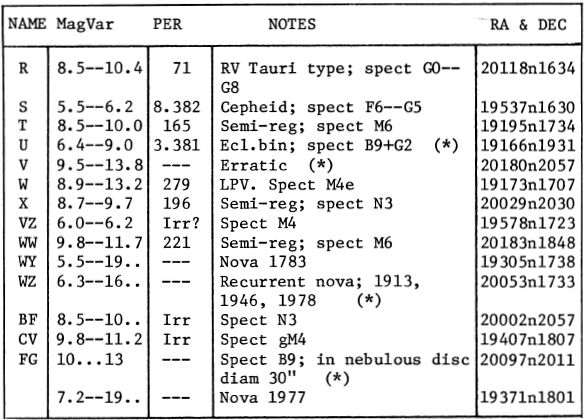 NAME MagVar PER NOTES RA & DEC
R 8.5--10.4 71 RV Tauri type; spect G0-- 20118n1634
G8
S 5.5--6.2 8.382 Cepheid; spect F6--G5 19537n1630
T 8.5--10.0 165 Semi-reg; spect M6 19195n1734
U 6.4--9.0 3.381 Ecl.bin; spect B9+G2 (*) 19166n1931
V 9.5--13.8 --- Erratic (*) 20180n2057
W 8.9--13.2 279 LPV. Spect M4e 19173n1707
X 8.7--9.7 196 Semi-reg; spect N3 20029n2030
VZ 6.0--6.2 Irr? Spect M4 19578n1723
WW 9.8--11.7 221 Semi-reg; spect M6 20183n1848
WY 5.5--19.. --- Nova 1783 19305n1738
WZ 6.3--16.. --- Recurrent nova; 1913, 20053n1733
1946, 1978 (*)
BF 8.5--10.. Irr Spect N3 20002n2057
CV 9.8--11.2 Irr Spect gM4 19407n1807
FG 10...13 --- Spect B9; in nebulous disc 20097n2011
diam 30" (*)
7.2--19.. --- Nova 1977 19371n1801